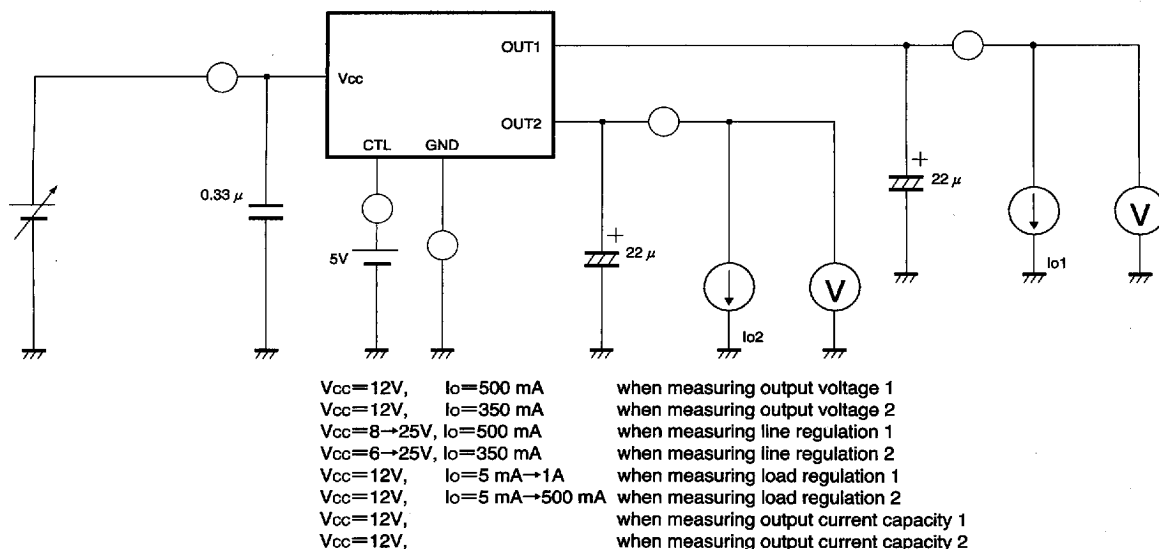 OUT1
Vcc
OUT2
CTL GND
0.33 μ
22 μ
5V
22 μ
V
Io1
V
Io2
Vcc=12V, Io=500 mA when measuring output voltage 1
Vcc=12V, Io=350 mA when measuring output voltage 2
Vcc=8→25V, Io=500 mA when measuring line regulation 1
Vcc=6→25V, Io=350 mA when measuring line regulation 2
Vcc=12V, Io=5 mA→1A when measuring load regulation 1
Vcc=12V, Io=5 mA→500 mA when measuring load regulation 2
Vcc=12V, when measuring output current capacity 1
Vcc=12V, when measuring output current capacity 2